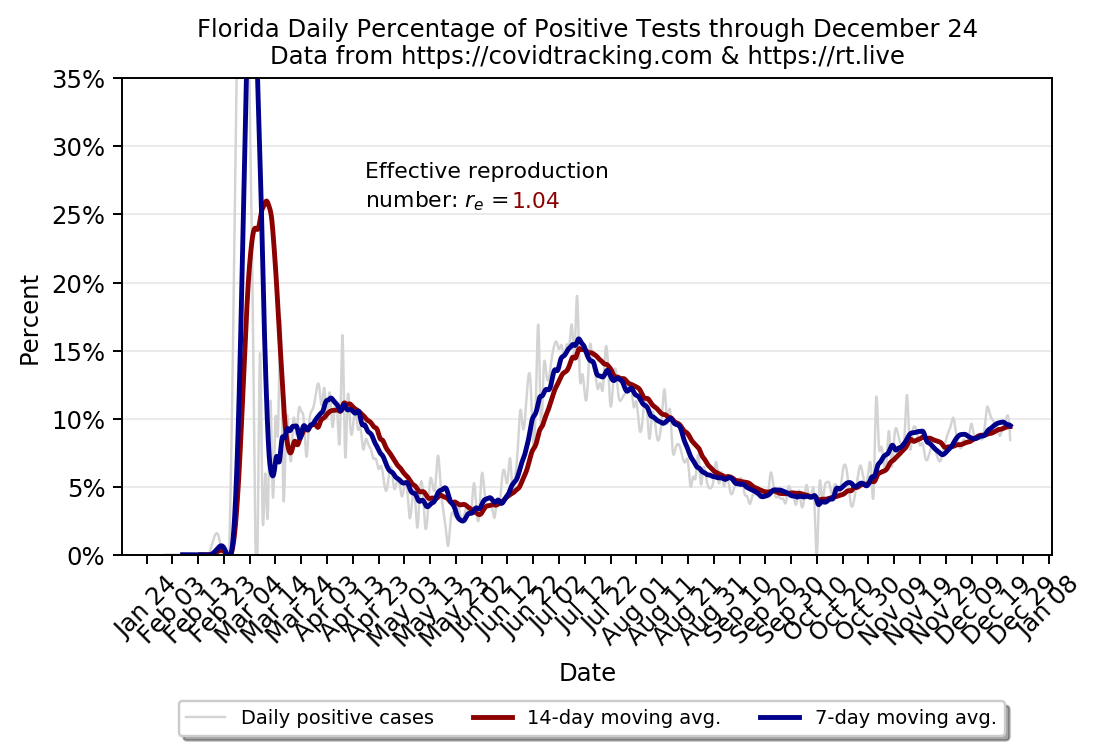 Florida Daily Percentage of Positive Tests through December 24
Data from https://covidtracking.com & https://rt.live
35%
30%
25%
20%
15%
10%
5%
0%
Percent
Effective reproduction
number: rₑ = 1.04
Jan 24
Feb 03
Feb 13
Feb 23
Mar 04
Mar 14
Mar 24
Apr 03
Apr 13
Apr 23
May 03
May 13
May 23
Jun 02
Jun 12
Jun 22
Jul 02
Jul 12
Jul 22
Aug 01
Aug 11
Aug 21
Aug 31
Sep 10
Sep 20
Sep 30
Oct 10
Oct 20
Oct 30
Nov 09
Nov 19
Nov 29
Dec 09
Dec 19
Dec 29
Jan 08
Date
Daily positive cases
14-day moving avg.
7-day moving avg.